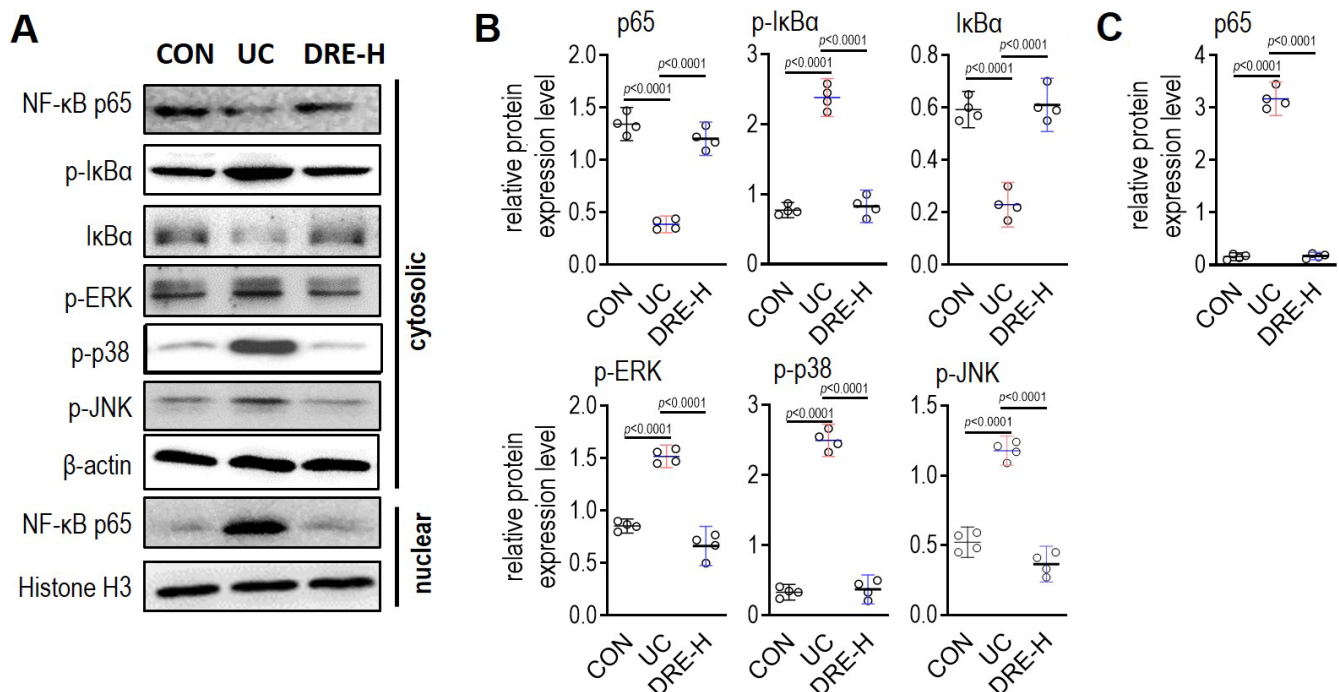 A
CON UC DRE-H
NF-κB p65
p-IκBα
IκBα
p-ERK
p-p38
p-JNK
β-actin
NF-κB p65
Histone H3
cytosolic
nuclear
B
p65
relative protein
expression level
2.0
1.5
1.0
0.5
0.0
p<0.0001
p<0.0001
CON
UC
DRE-H
p-IκBα
3
2
1
0
p<0.0001
p<0.0001
CON
UC
DRE-H
IκBα
0.8
0.6
0.4
0.2
0.0
p<0.0001
p<0.0001
CON
UC
DRE-H
C
p65
relative protein
expression level
4
3
2
1
0
p<0.0001
p<0.0001
CON
UC
DRE-H
p-ERK
relative protein
expression level
2.0
1.5
1.0
0.5
0.0
p<0.0001
p<0.0001
CON
UC
DRE-H
p-p38
3
2
1
0
p<0.0001
p<0.0001
CON
UC
DRE-H
p-JNK
1.5
1.0
0.5
0.0
p<0.0001
p<0.0001
CON
UC
DRE-H